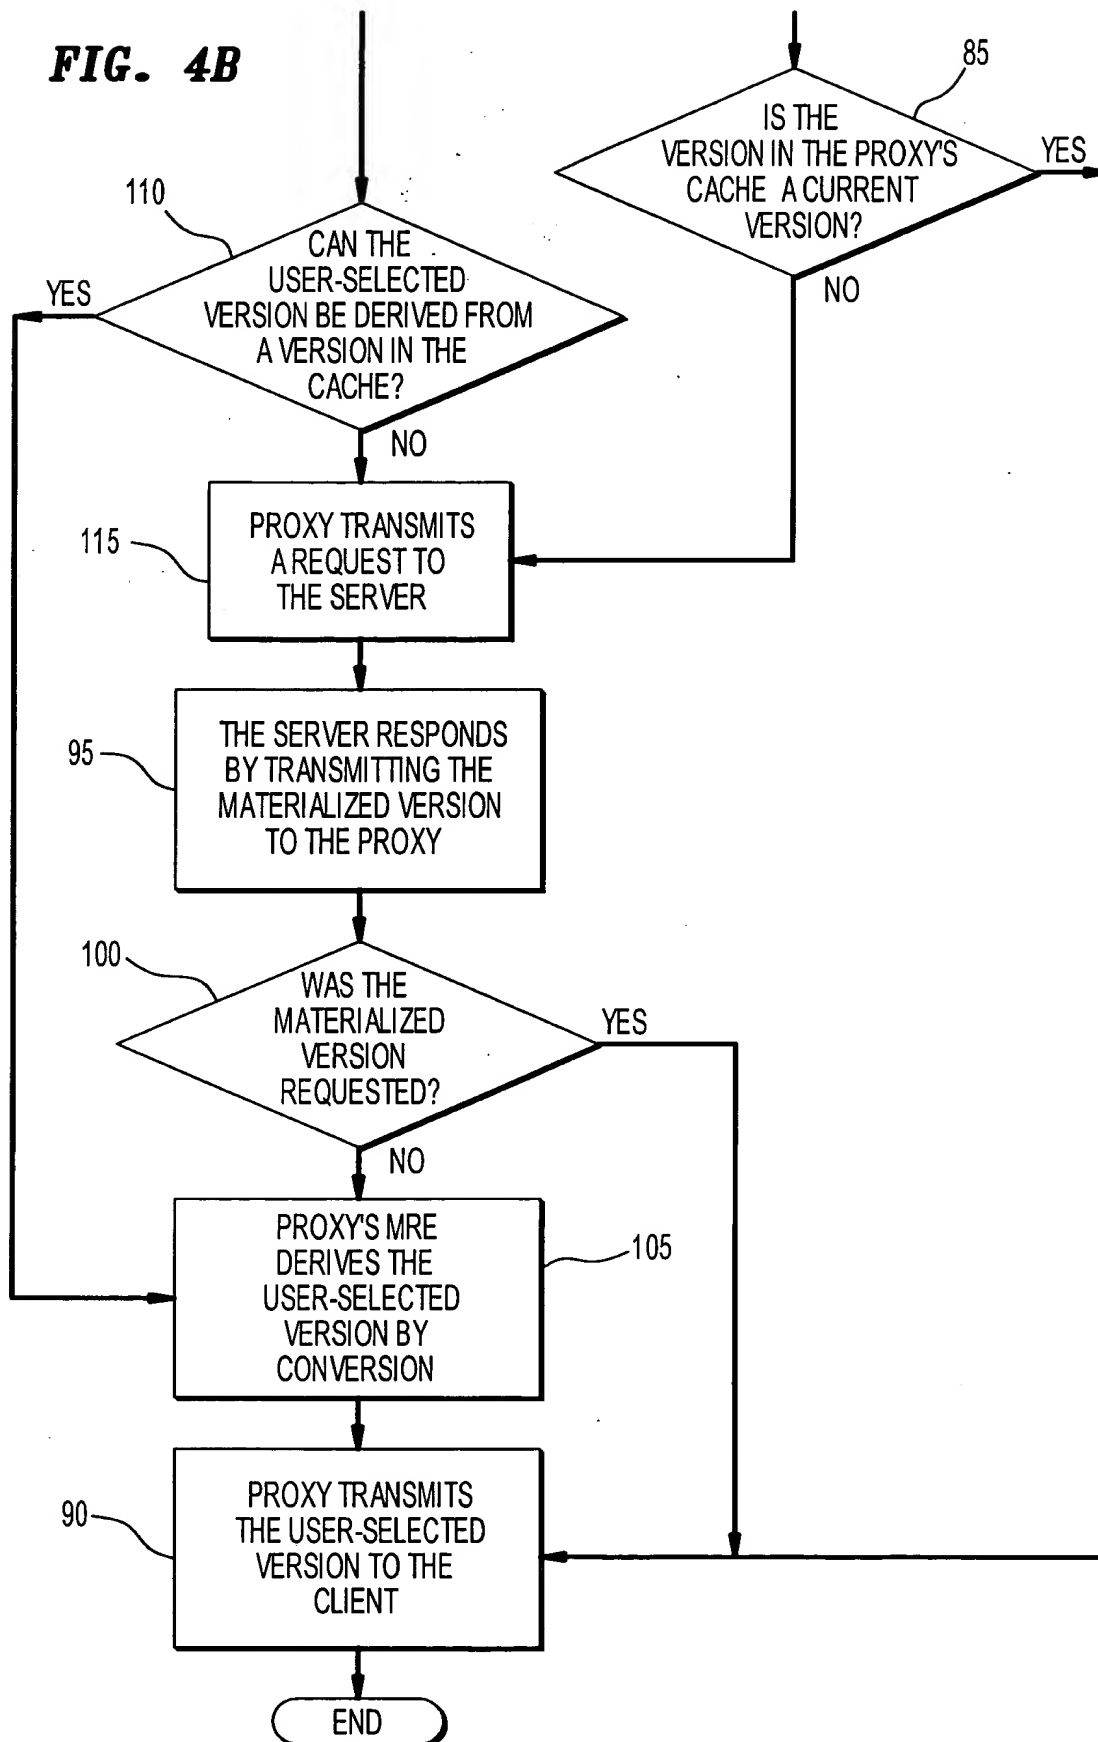 FIG. 4B
85
IS THE
VERSION IN THE PROXY'S
CACHE A CURRENT
VERSION?
YES
NO
110
CAN THE
USER-SELECTED
VERSION BE DERIVED FROM
A VERSION IN THE
CACHE?
YES
NO
115
PROXY TRANSMITS
A REQUEST TO
THE SERVER
95
THE SERVER RESPONDS
BY TRANSMITTING THE
MATERIALIZED VERSION
TO THE PROXY
100
WAS THE
MATERIALIZED
VERSION
REQUESTED?
YES
NO
PROXY'S MRE
DERIVES THE
USER-SELECTED
VERSION BY
CONVERSION
105
90
PROXY TRANSMITS
THE USER-SELECTED
VERSION TO THE
CLIENT
END